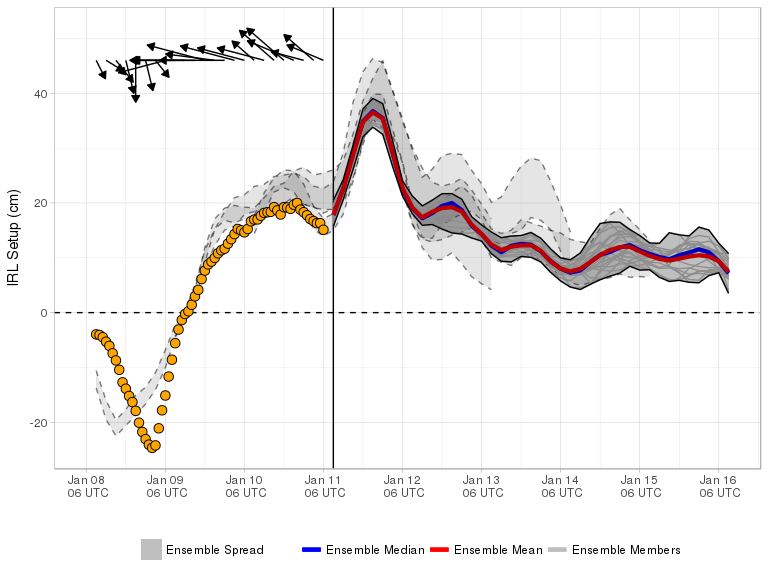 IRL Setup (cm)
40
20
0
-20
Jan 08 Jan 09 Jan 10 Jan 11 Jan 12 Jan 13 Jan 14 Jan 15 Jan 16
06 UTC 06 UTC 06 UTC 06 UTC 06 UTC 06 UTC 06 UTC 06 UTC 06 UTC
Ensemble Spread Ensemble Median Ensemble Mean Ensemble Members